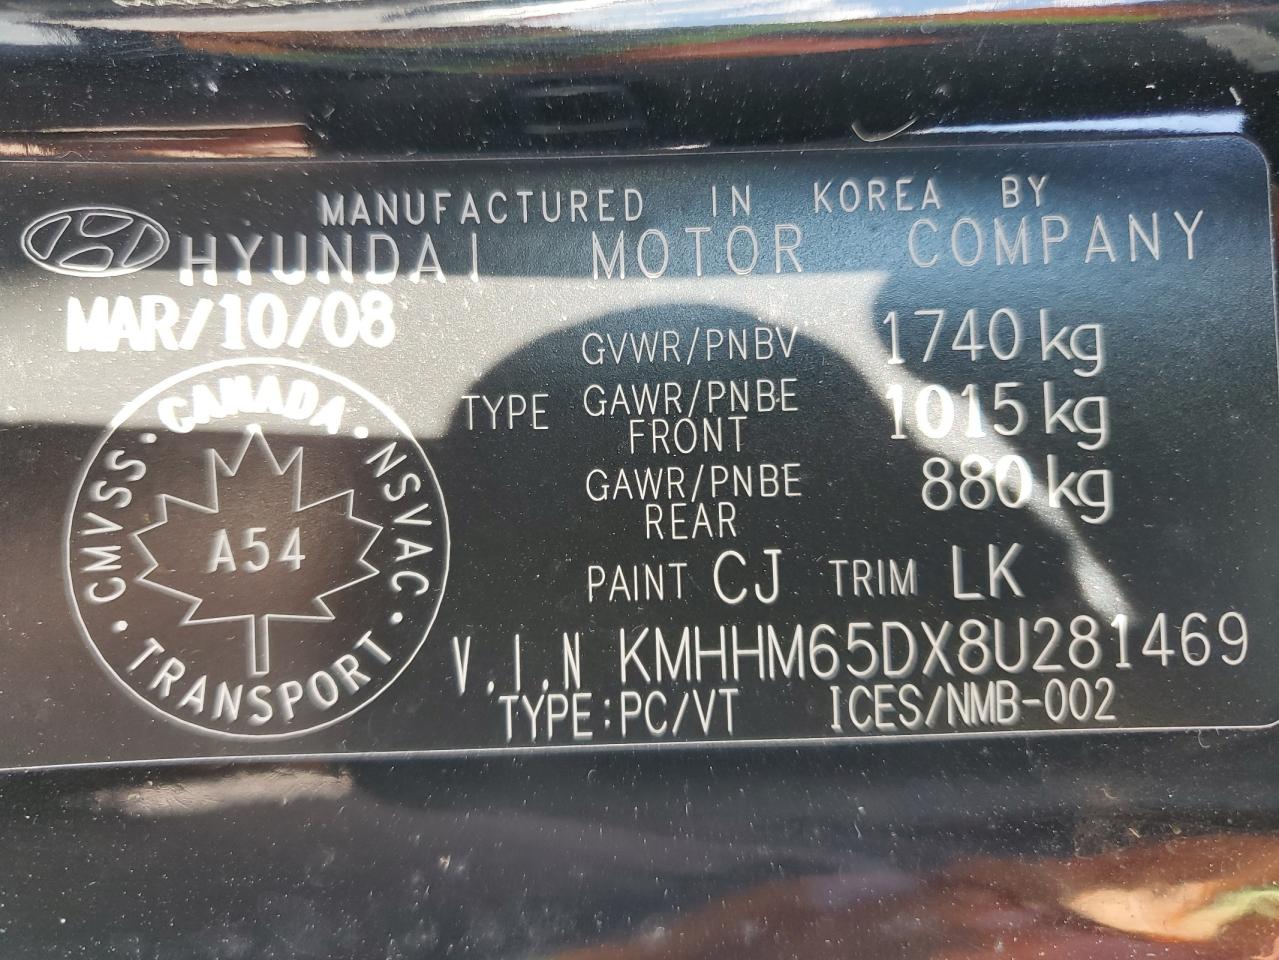 MANUFACTURED IN KOREA BY
HYUNDAI MOTOR COMPANY
MAR/10/08
GVWR/PNBV 1740 kg
TYPE GAWR/PNBE 1015 kg
FRONT
GAWR/PNBE 880 kg
REAR
PAINT CJ TRIM LK
V.I.N KMHHM65DX8U281469
TYPE:PC/VT ICES/NMB-002
CANADA
CMVSS · NSVAC
A54
· TRANSPORT ·